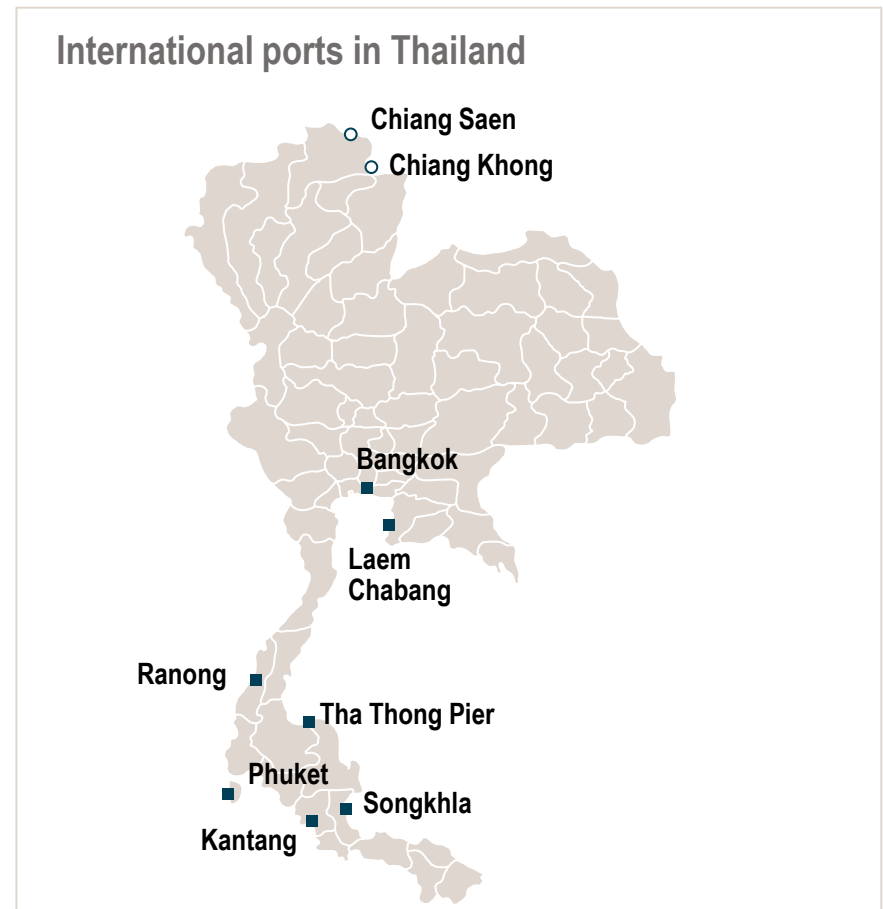 International ports in Thailand
Chiang Saen
Chiang Khong
Bangkok
Laem
Chabang
Ranong
Tha Thong Pier
Phuket
Songkhla
Kantang